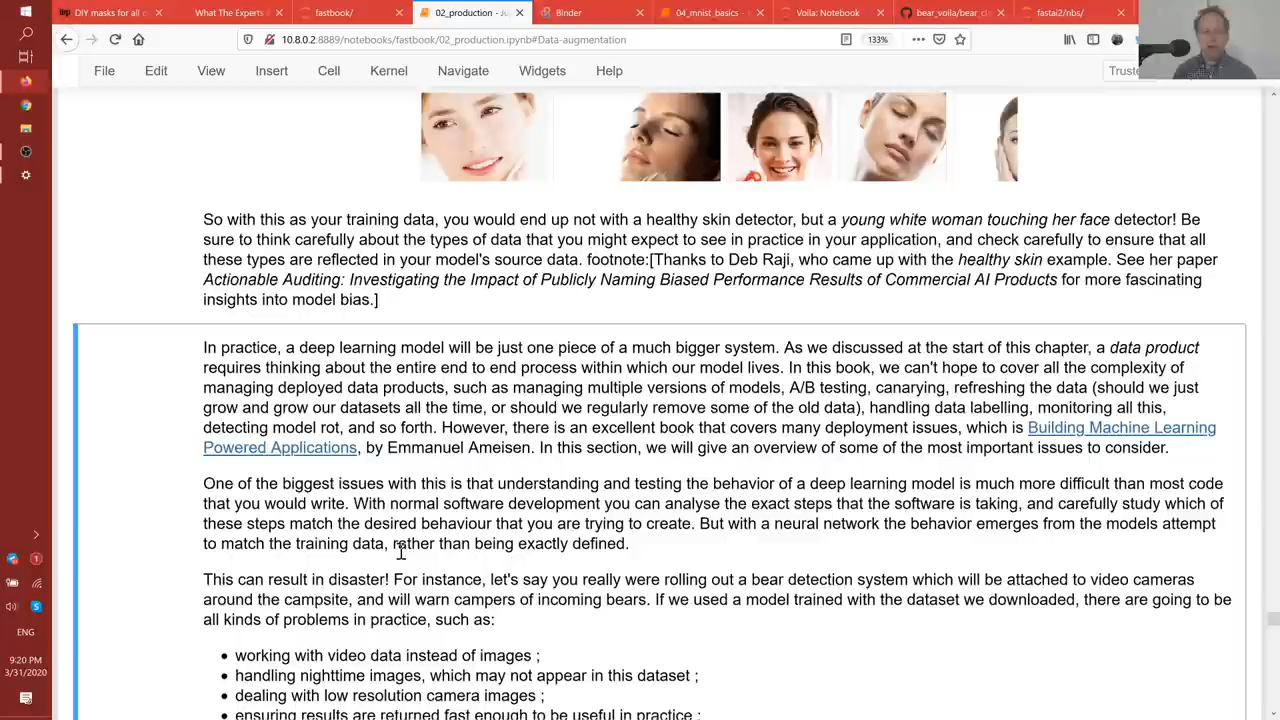 DIY masks for all c
What The Experts
fastbook/
02_production - Ju
Binder
04_mnist_basics -
Voila: Notebook
bear_voila/bear_c
fastai2/nbs/
10.8.0.2:8889/notebooks/fastbook/02_production.ipynb#Data-augmentation
133%
File Edit View Insert Cell Kernel Navigate Widgets Help
Truste
So with this as your training data, you would end up not with a healthy skin detector, but a young white woman touching her face detector! Be
sure to think carefully about the types of data that you might expect to see in practice in your application, and check carefully to ensure that all
these types are reflected in your model's source data. footnote:[Thanks to Deb Raji, who came up with the healthy skin example. See her paper
Actionable Auditing: Investigating the Impact of Publicly Naming Biased Performance Results of Commercial AI Products for more fascinating
insights into model bias.]
In practice, a deep learning model will be just one piece of a much bigger system. As we discussed at the start of this chapter, a data product
requires thinking about the entire end to end process within which our model lives. In this book, we can't hope to cover all the complexity of
managing deployed data products, such as managing multiple versions of models, A/B testing, canarying, refreshing the data (should we just
grow and grow our datasets all the time, or should we regularly remove some of the old data), handling data labelling, monitoring all this,
detecting model rot, and so forth. However, there is an excellent book that covers many deployment issues, which is Building Machine Learning
Powered Applications, by Emmanuel Ameisen. In this section, we will give an overview of some of the most important issues to consider.
One of the biggest issues with this is that understanding and testing the behavior of a deep learning model is much more difficult than most code
that you would write. With normal software development you can analyse the exact steps that the software is taking, and carefully study which of
these steps match the desired behaviour that you are trying to create. But with a neural network the behavior emerges from the models attempt
to match the training data, rather than being exactly defined.
This can result in disaster! For instance, let's say you really were rolling out a bear detection system which will be attached to video cameras
around the campsite, and will warn campers of incoming bears. If we used a model trained with the dataset we downloaded, there are going to be
all kinds of problems in practice, such as:
• working with video data instead of images ;
• handling nighttime images, which may not appear in this dataset ;
• dealing with low resolution camera images ;
• ensuring results are returned fast enough to be useful in practice ;
ENG
9:20 PM
3/31/2020